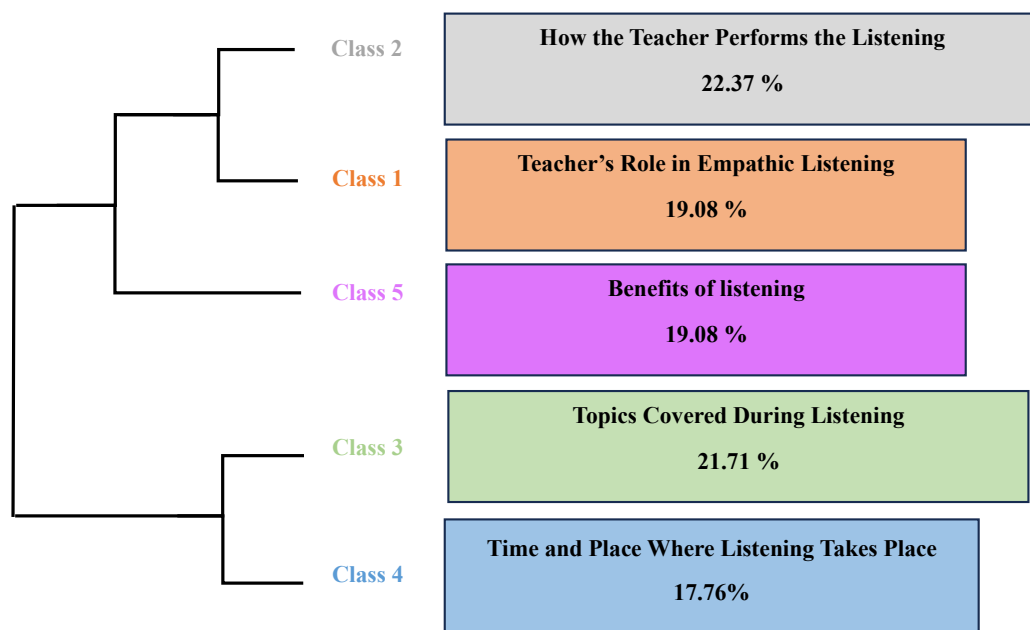 Class 2
How the Teacher Performs the Listening
22.37 %
Class 1
Teacher’s Role in Empathic Listening
19.08 %
Class 5
Benefits of listening
19.08 %
Class 3
Topics Covered During Listening
21.71 %
Class 4
Time and Place Where Listening Takes Place
17.76%